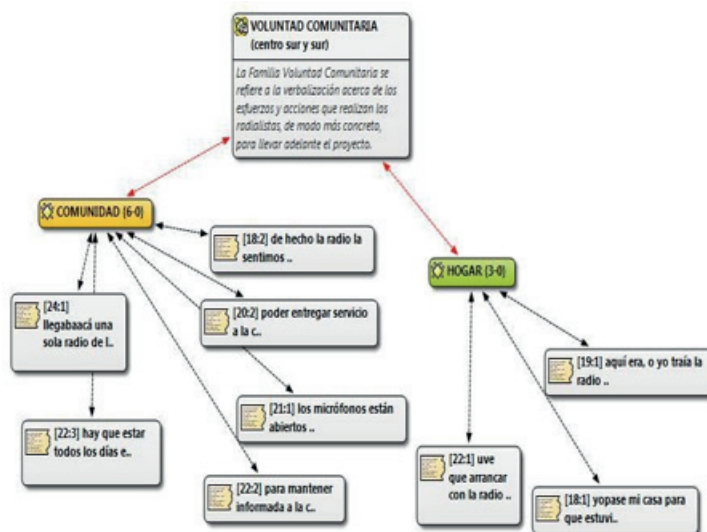 VOLUNTAD COMUNITARIA
(centro sur y sur)
La Familia Voluntad Comunitaria se
refiere a la verbalización acerca de los
esfuerzos y acciones que realizan los
radialistas, de modo más concreto,
para llevar adelante el proyecto.
COMUNIDAD (6-0)
[18:2] de hecho la radio la
sentimos ..
HOGAR (3-0)
[24:1]
llegabaacá una
sola radio de l..
[20:2] poder entregar servicio
a la c..
[19:1] aquí era, o yo traía la
radio ..
[22:3] hay que estar
todos los días e..
[21:1] los micrófonos están
abiertos ..
[22:1] uve
que arrancar
con la radio ..
[22:2] para mantener
informada a la c..
[18:1] yopase mi casa para
que estuvi..